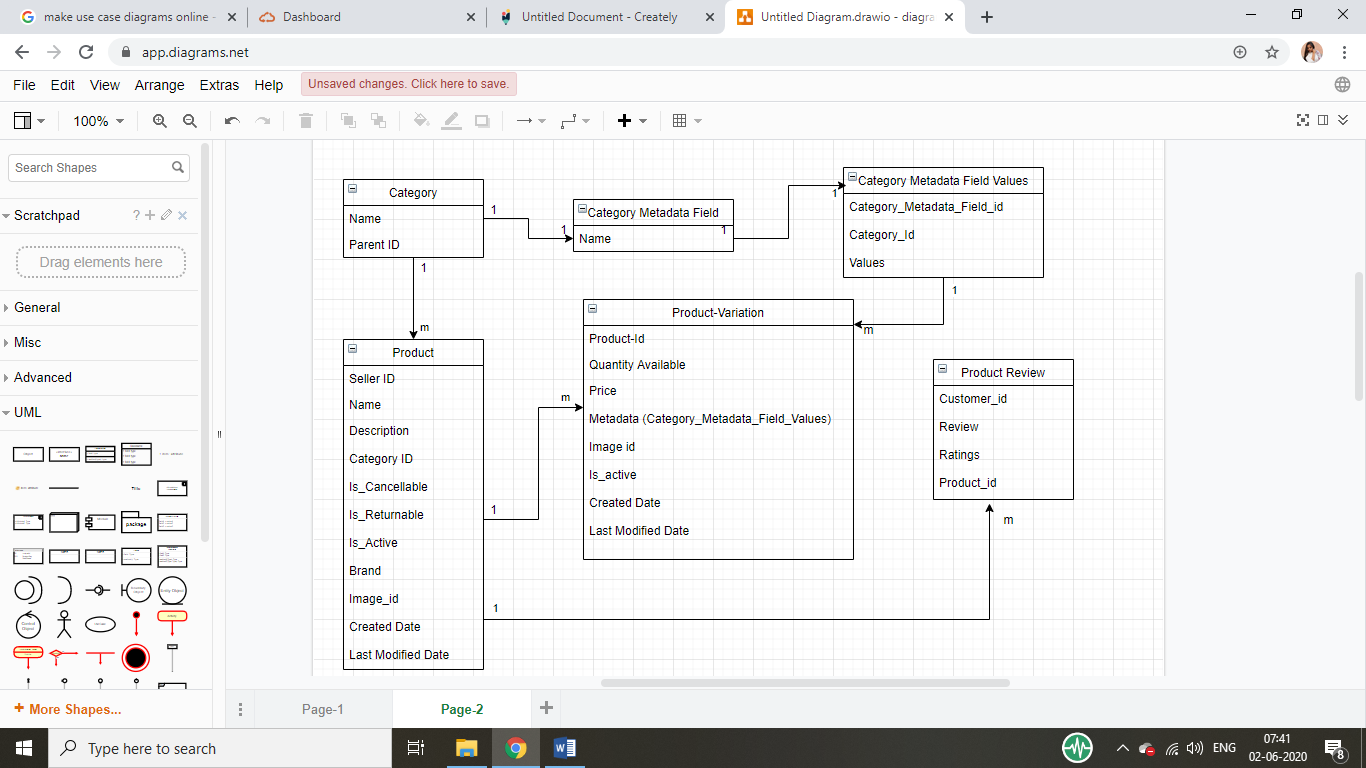 make use case diagrams online -
Dashboard
Untitled Document - Creately
Untitled Diagram.drawio - diagra
app.diagrams.net
File Edit View Arrange Extras Help
Unsaved changes. Click here to save.
100%
Search Shapes
Scratchpad
?
Drag elements here
General
Misc
Advanced
UML
package
More Shapes...
Category
Name
Parent ID
1
1
Category Metadata Field
Name
1
1
Category Metadata Field Values
Category_Metadata_Field_id
Category_Id
Values
1
m
1
m
Product
Seller ID
Name
Description
Category ID
Is_Cancellable
Is_Returnable
Is_Active
Brand
Image_id
Created Date
Last Modified Date
1
m
Product-Variation
Product-Id
Quantity Available
Price
Metadata (Category_Metadata_Field_Values)
Image id
Is_active
Created Date
Last Modified Date
Product Review
Customer_id
Review
Ratings
Product_id
m
1
Page-1
Page-2
Type here to search
ENG
07:41
02-06-2020
8